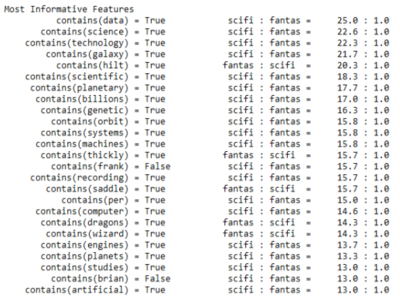 Most Informative Features
contains(data) = True scifi : fantas = 25.0 : 1.0
contains(science) = True scifi : fantas = 22.6 : 1.0
contains(technology) = True scifi : fantas = 22.3 : 1.0
contains(galaxy) = True scifi : fantas = 21.7 : 1.0
contains(hilt) = True fantas : scifi = 20.3 : 1.0
contains(scientific) = True scifi : fantas = 18.3 : 1.0
contains(planetary) = True scifi : fantas = 17.7 : 1.0
contains(billions) = True scifi : fantas = 17.0 : 1.0
contains(genetic) = True scifi : fantas = 16.3 : 1.0
contains(orbit) = True scifi : fantas = 15.8 : 1.0
contains(systems) = True scifi : fantas = 15.8 : 1.0
contains(machines) = True scifi : fantas = 15.8 : 1.0
contains(thickly) = True fantas : scifi = 15.7 : 1.0
contains(frank) = False scifi : fantas = 15.7 : 1.0
contains(recording) = True scifi : fantas = 15.7 : 1.0
contains(saddle) = True fantas : scifi = 15.7 : 1.0
contains(per) = True scifi : fantas = 15.0 : 1.0
contains(computer) = True scifi : fantas = 14.6 : 1.0
contains(dragons) = True fantas : scifi = 14.3 : 1.0
contains(wizard) = True fantas : scifi = 14.3 : 1.0
contains(engines) = True scifi : fantas = 13.7 : 1.0
contains(planets) = True scifi : fantas = 13.3 : 1.0
contains(studies) = True scifi : fantas = 13.0 : 1.0
contains(brian) = False scifi : fantas = 13.0 : 1.0
contains(artificial) = True scifi : fantas = 13.0 : 1.0